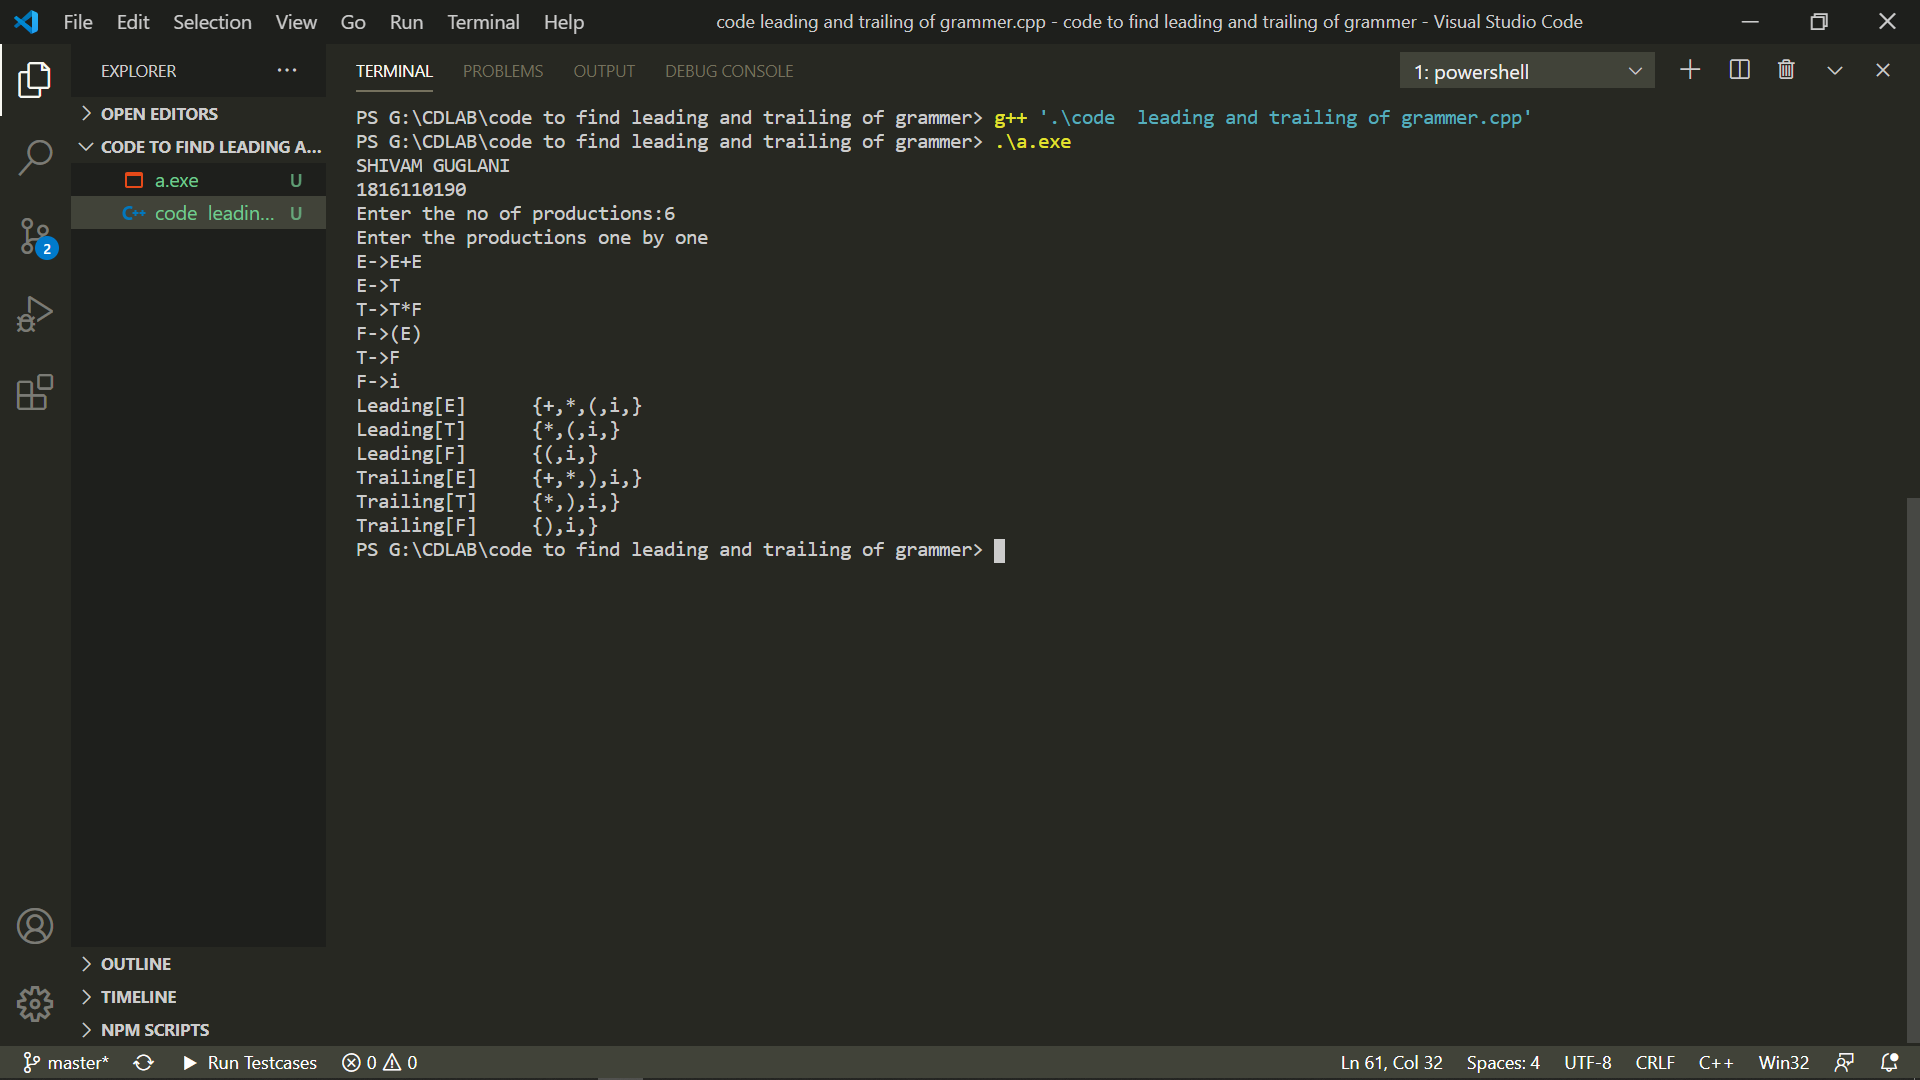 File Edit Selection View Go Run Terminal Help code leading and trailing of grammer.cpp - code to find leading and trailing of grammer - Visual Studio Code
EXPLORER ···
OPEN EDITORS
CODE TO FIND LEADING A...
a.exe U
C++ code leadin... U
2
OUTLINE
TIMELINE
NPM SCRIPTS
TERMINAL PROBLEMS OUTPUT DEBUG CONSOLE 1: powershell
PS G:\CDLAB\code to find leading and trailing of grammer> g++ '.\code  leading and trailing of grammer.cpp'
PS G:\CDLAB\code to find leading and trailing of grammer> .\a.exe
SHIVAM GUGLANI
1816110190
Enter the no of productions:6
Enter the productions one by one
E->E+E
E->T
T->T*F
F->(E)
T->F
F->i
Leading[E]      {+,*,(,i,}
Leading[T]      {*,(,i,}
Leading[F]      {(,i,}
Trailing[E]     {+,*,),i,}
Trailing[T]     {*,),i,}
Trailing[F]     {),i,}
PS G:\CDLAB\code to find leading and trailing of grammer>
master* Run Testcases 0 0 Ln 61, Col 32 Spaces: 4 UTF-8 CRLF C++ Win32